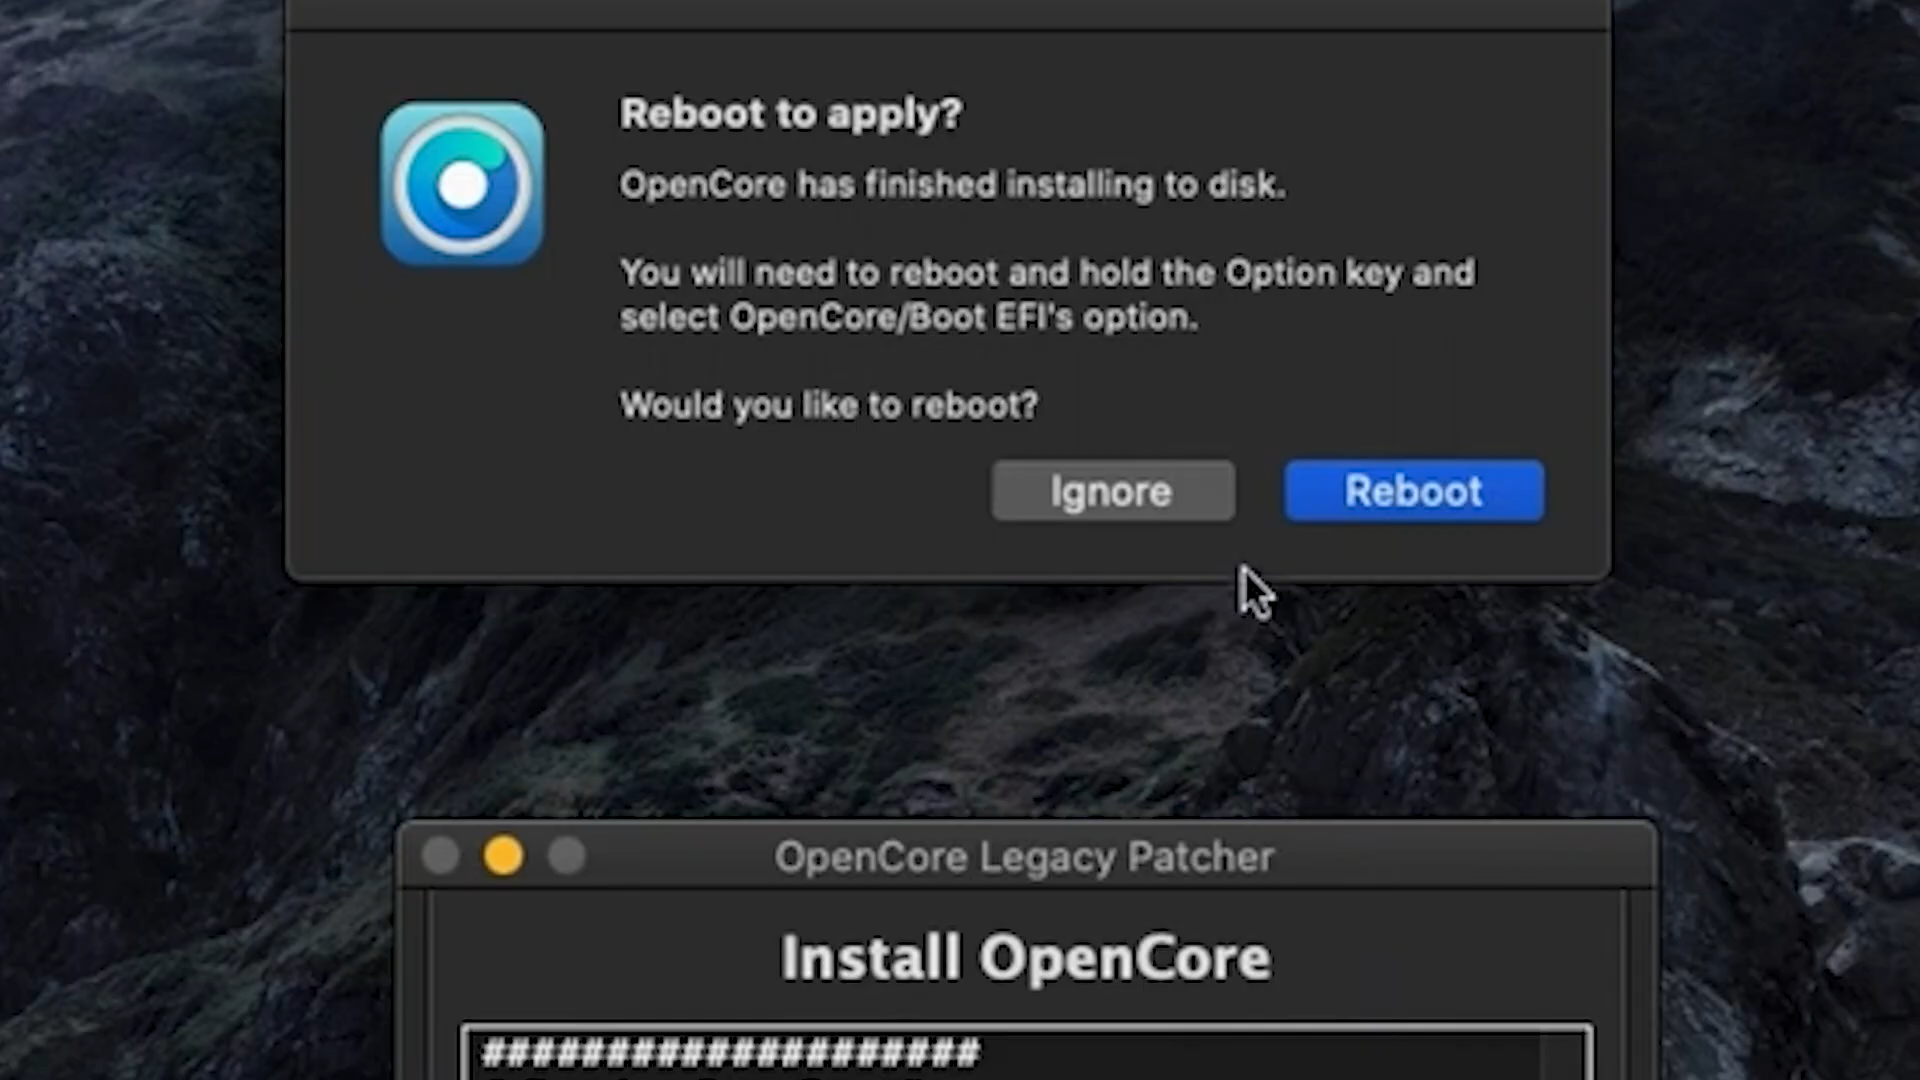 Reboot to apply?
OpenCore has finished installing to disk.
You will need to reboot and hold the Option key and
select OpenCore/Boot EFI's option.
Would you like to reboot?
Ignore
Reboot
OpenCore Legacy Patcher
Install OpenCore
####################